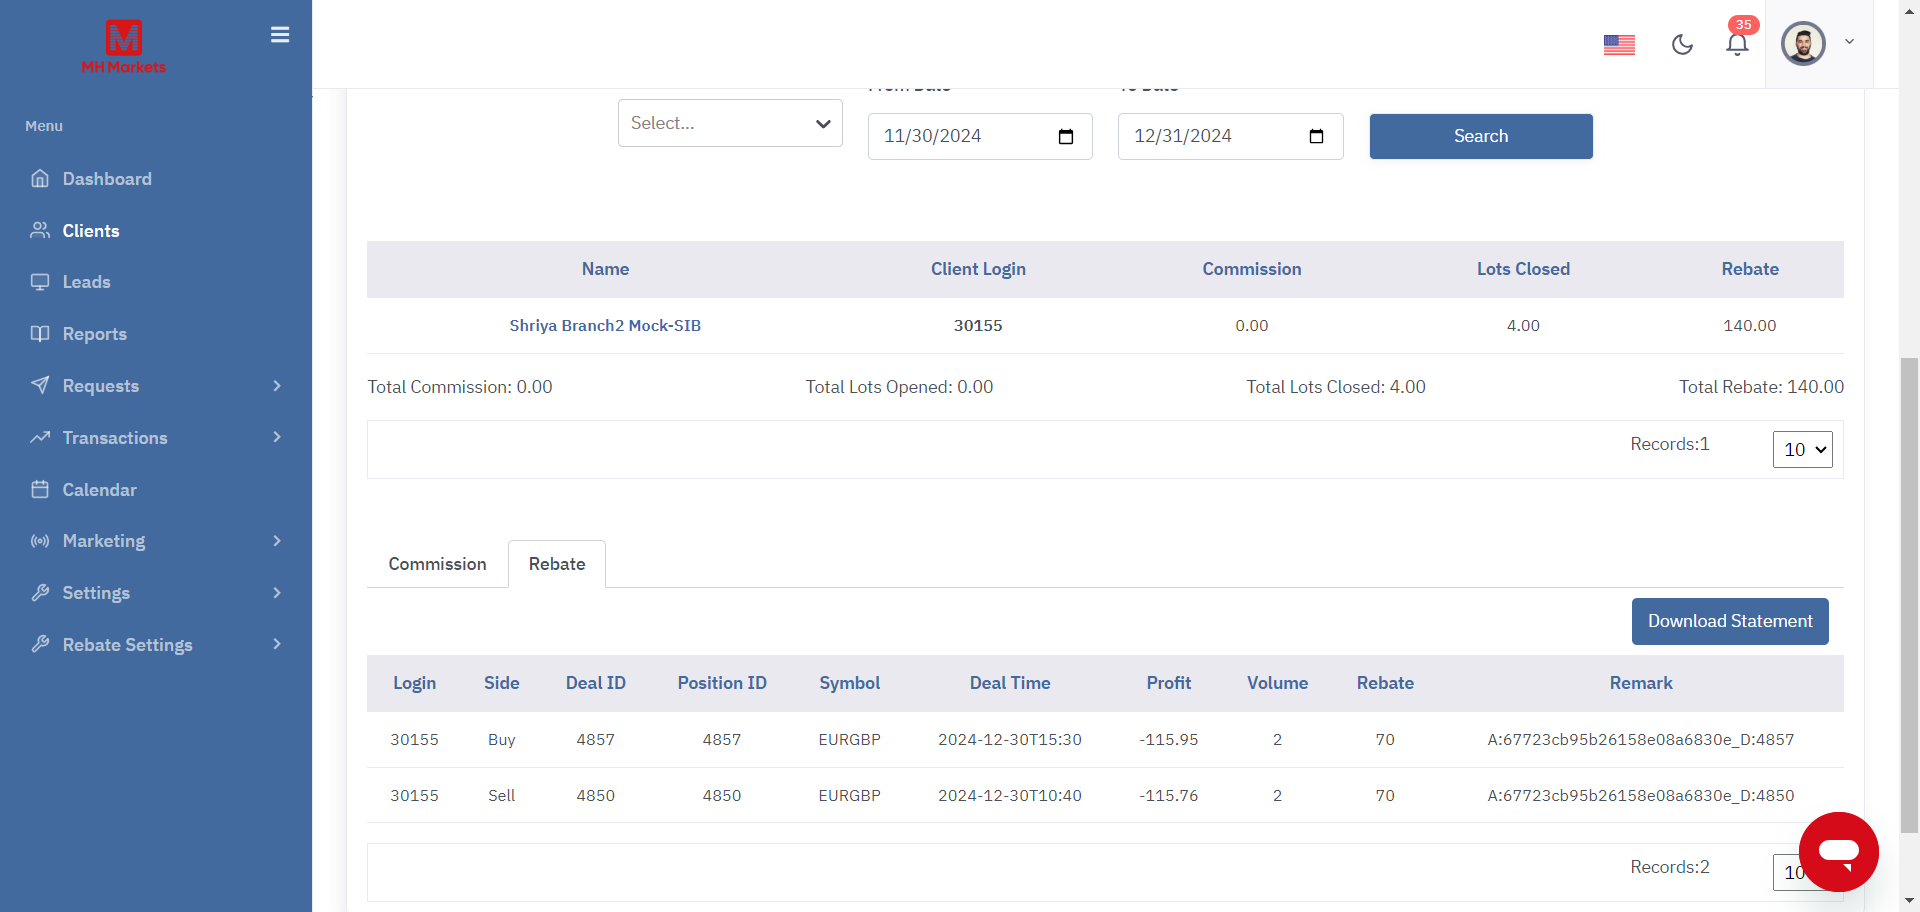 MH Markets
35
Menu
Dashboard
Clients
Leads
Reports
Requests
Transactions
Calendar
Marketing
Settings
Rebate Settings
From Date
To Date
Select...
11/30/2024
12/31/2024
Search
Name Client Login Commission Lots Closed Rebate
Shriya Branch2 Mock-SIB 30155 0.00 4.00 140.00
Total Commission: 0.00 Total Lots Opened: 0.00 Total Lots Closed: 4.00 Total Rebate: 140.00
Records:1 10
Commission Rebate
Download Statement
Login Side Deal ID Position ID Symbol Deal Time Profit Volume Rebate Remark
30155 Buy 4857 4857 EURGBP 2024-12-30T15:30 -115.95 2 70 A:67723cb95b26158e08a6830e_D:4857
30155 Sell 4850 4850 EURGBP 2024-12-30T10:40 -115.76 2 70 A:67723cb95b26158e08a6830e_D:4850
Records:2 10